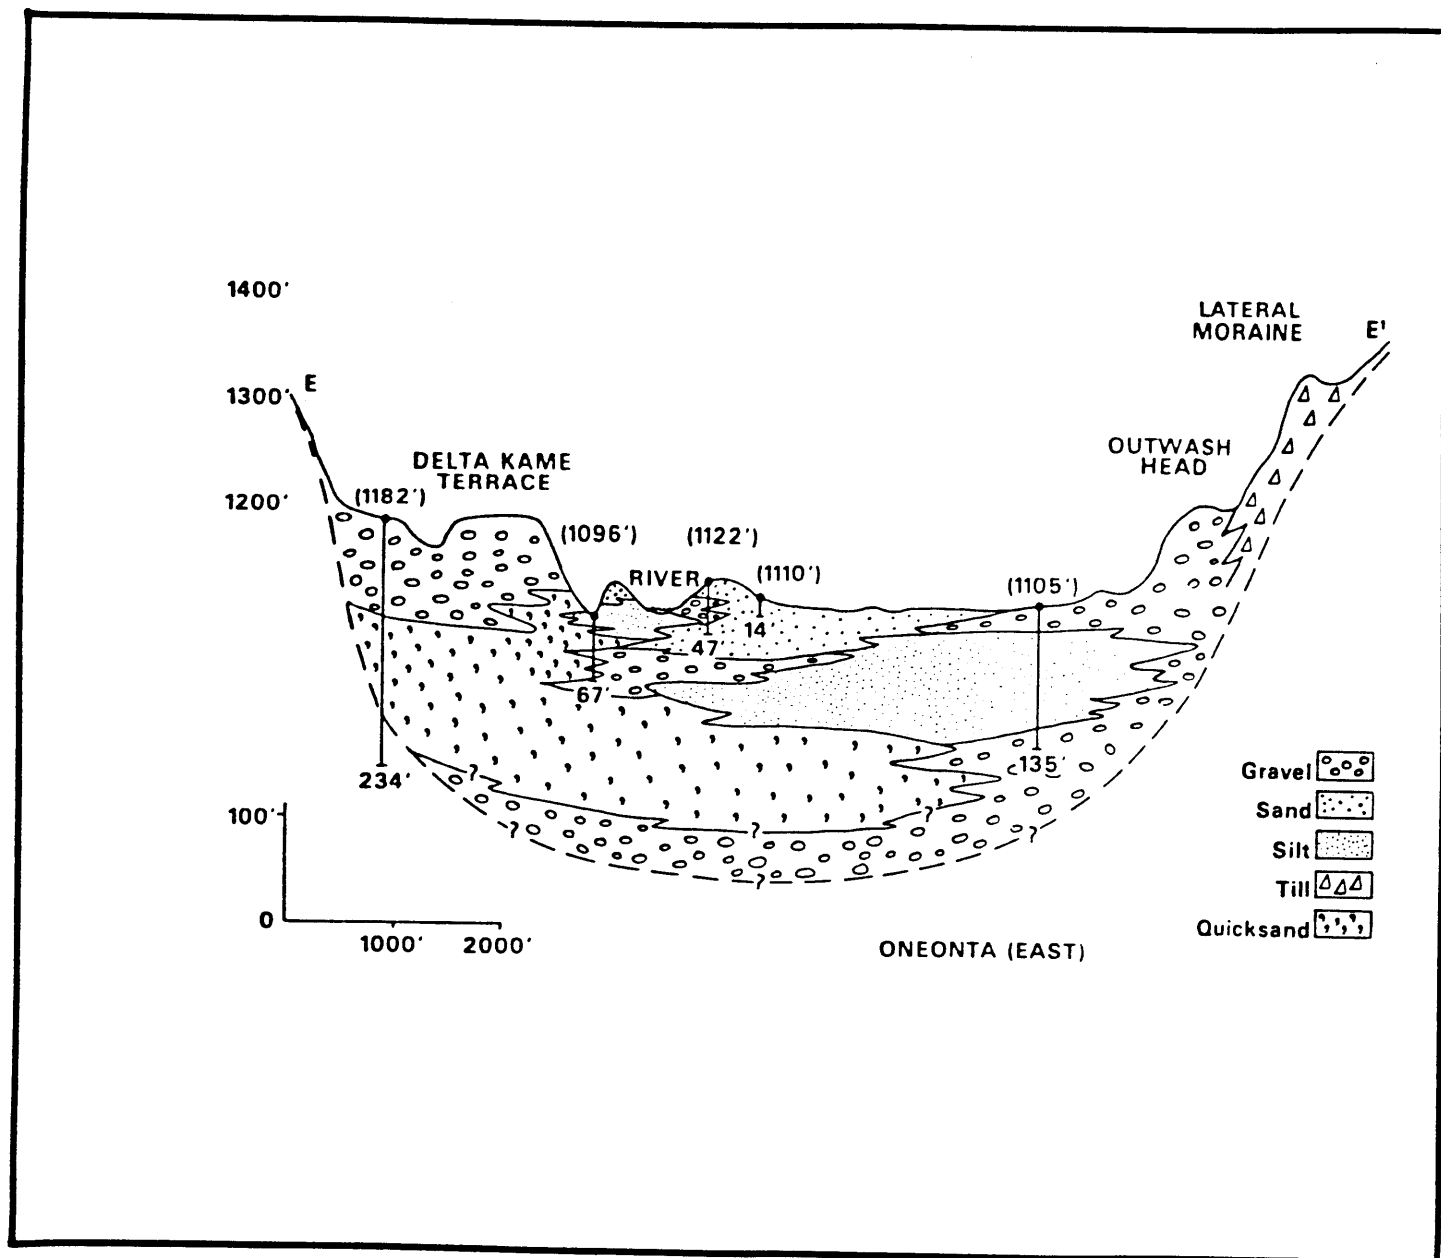 1400'
LATERAL
MORAINE
E'
E
1300'
OUTWASH
HEAD
DELTA KAME
TERRACE
1200'
(1182')
(1096')
(1122')
RIVER
(1110')
(1105')
14'
47
67'
135'
234'
?
?
?
?
?
?
Gravel
100'
Sand
Silt
Till
0
Quicksand
1000'
2000'
ONEONTA (EAST)